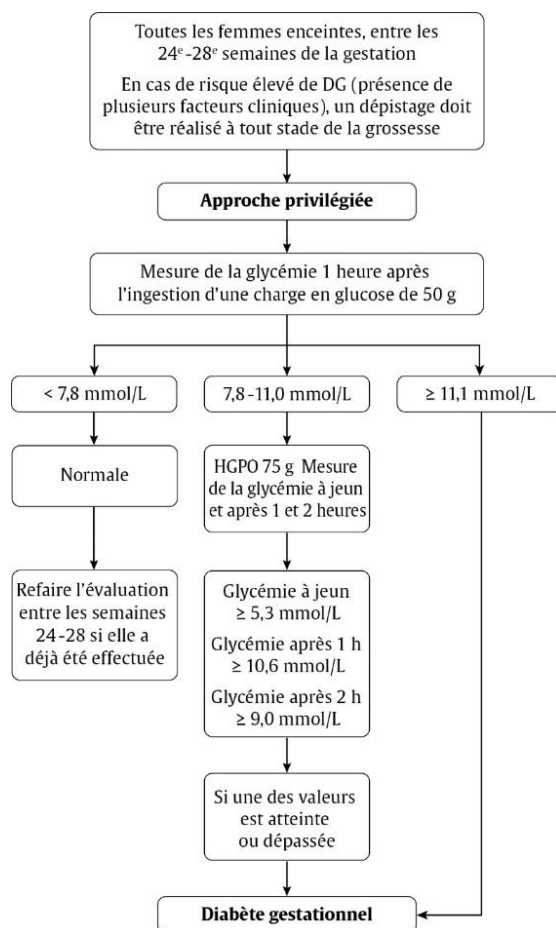 Toutes les femmes enceintes, entre les
24ᵉ-28ᵉ semaines de la gestation
En cas de risque élevé de DG (présence de
plusieurs facteurs cliniques), un dépistage doit
être réalisé à tout stade de la grossesse
Approche privilégiée
Mesure de la glycémie 1 heure après
l’ingestion d’une charge en glucose de 50 g
< 7,8 mmol/L
7,8-11,0 mmol/L
≥ 11,1 mmol/L
Normale
HGPO 75 g Mesure
de la glycémie à jeun
et après 1 et 2 heures
Refaire l’évaluation
entre les semaines
24-28 si elle a
déjà été effectuée
Glycémie à jeun
≥ 5,3 mmol/L
Glycémie après 1 h
≥ 10,6 mmol/L
Glycémie après 2 h
≥ 9,0 mmol/L
Si une des valeurs
est atteinte
ou dépassée
Diabète gestationnel